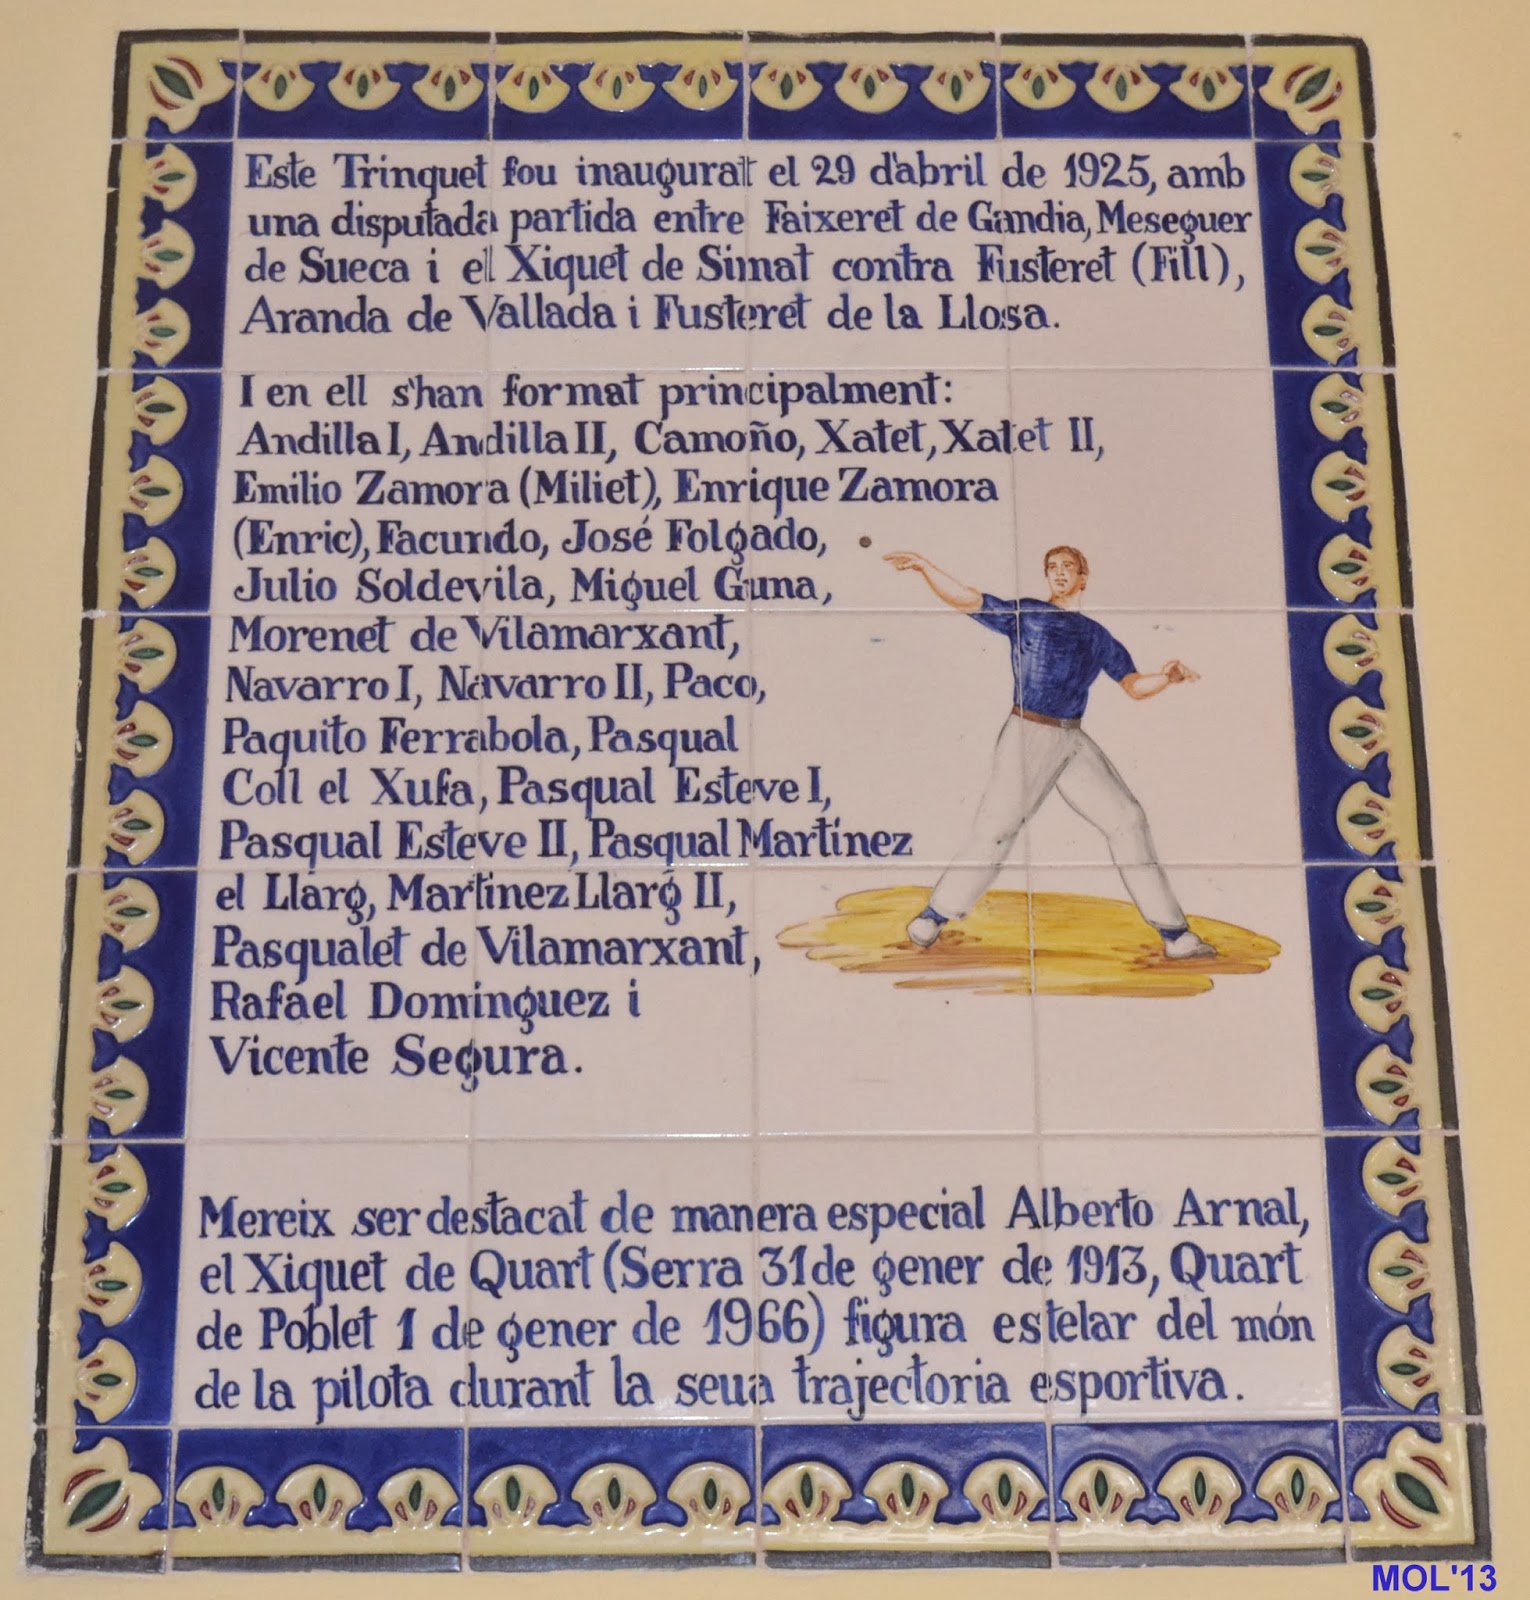 Este Trinquet fou inaugurat el 29 d'abril de 1925, amb
una disputada partida entre Faixeret de Gandia, Meseguer
de Sueca i el Xiquet de Simat contra Fusteret (Fill),
Aranda de Vallada i Fusteret de la Llosa.
I en ell s'han format principalment:
Andilla I, Andilla II, Camoño, Xatet, Xatet II,
Emilio Zamora (Miliet), Enrique Zamora
(Enric), Facundo, José Folgado,
Julio Soldevila, Miguel Guna,
Morenet de Vilamarxant,
Navarro I, Navarro II, Paco,
Paquito Ferrabola, Pasqual
Coll el Xufa, Pasqual Esteve I,
Pasqual Esteve II, Pasqual Martínez
el Llarg, Martínez Llarg II,
Pasqualet de Vilamarxant,
Rafael Dominguez i
Vicente Segura.
Mereix ser destacat de manera especial Alberto Arnal,
el Xiquet de Quart (Serra 31 de gener de 1913, Quart
de Poblet 1 de gener de 1966) figura estelar del món
de la pilota durant la seua trajectoria esportiva.
MOL'13